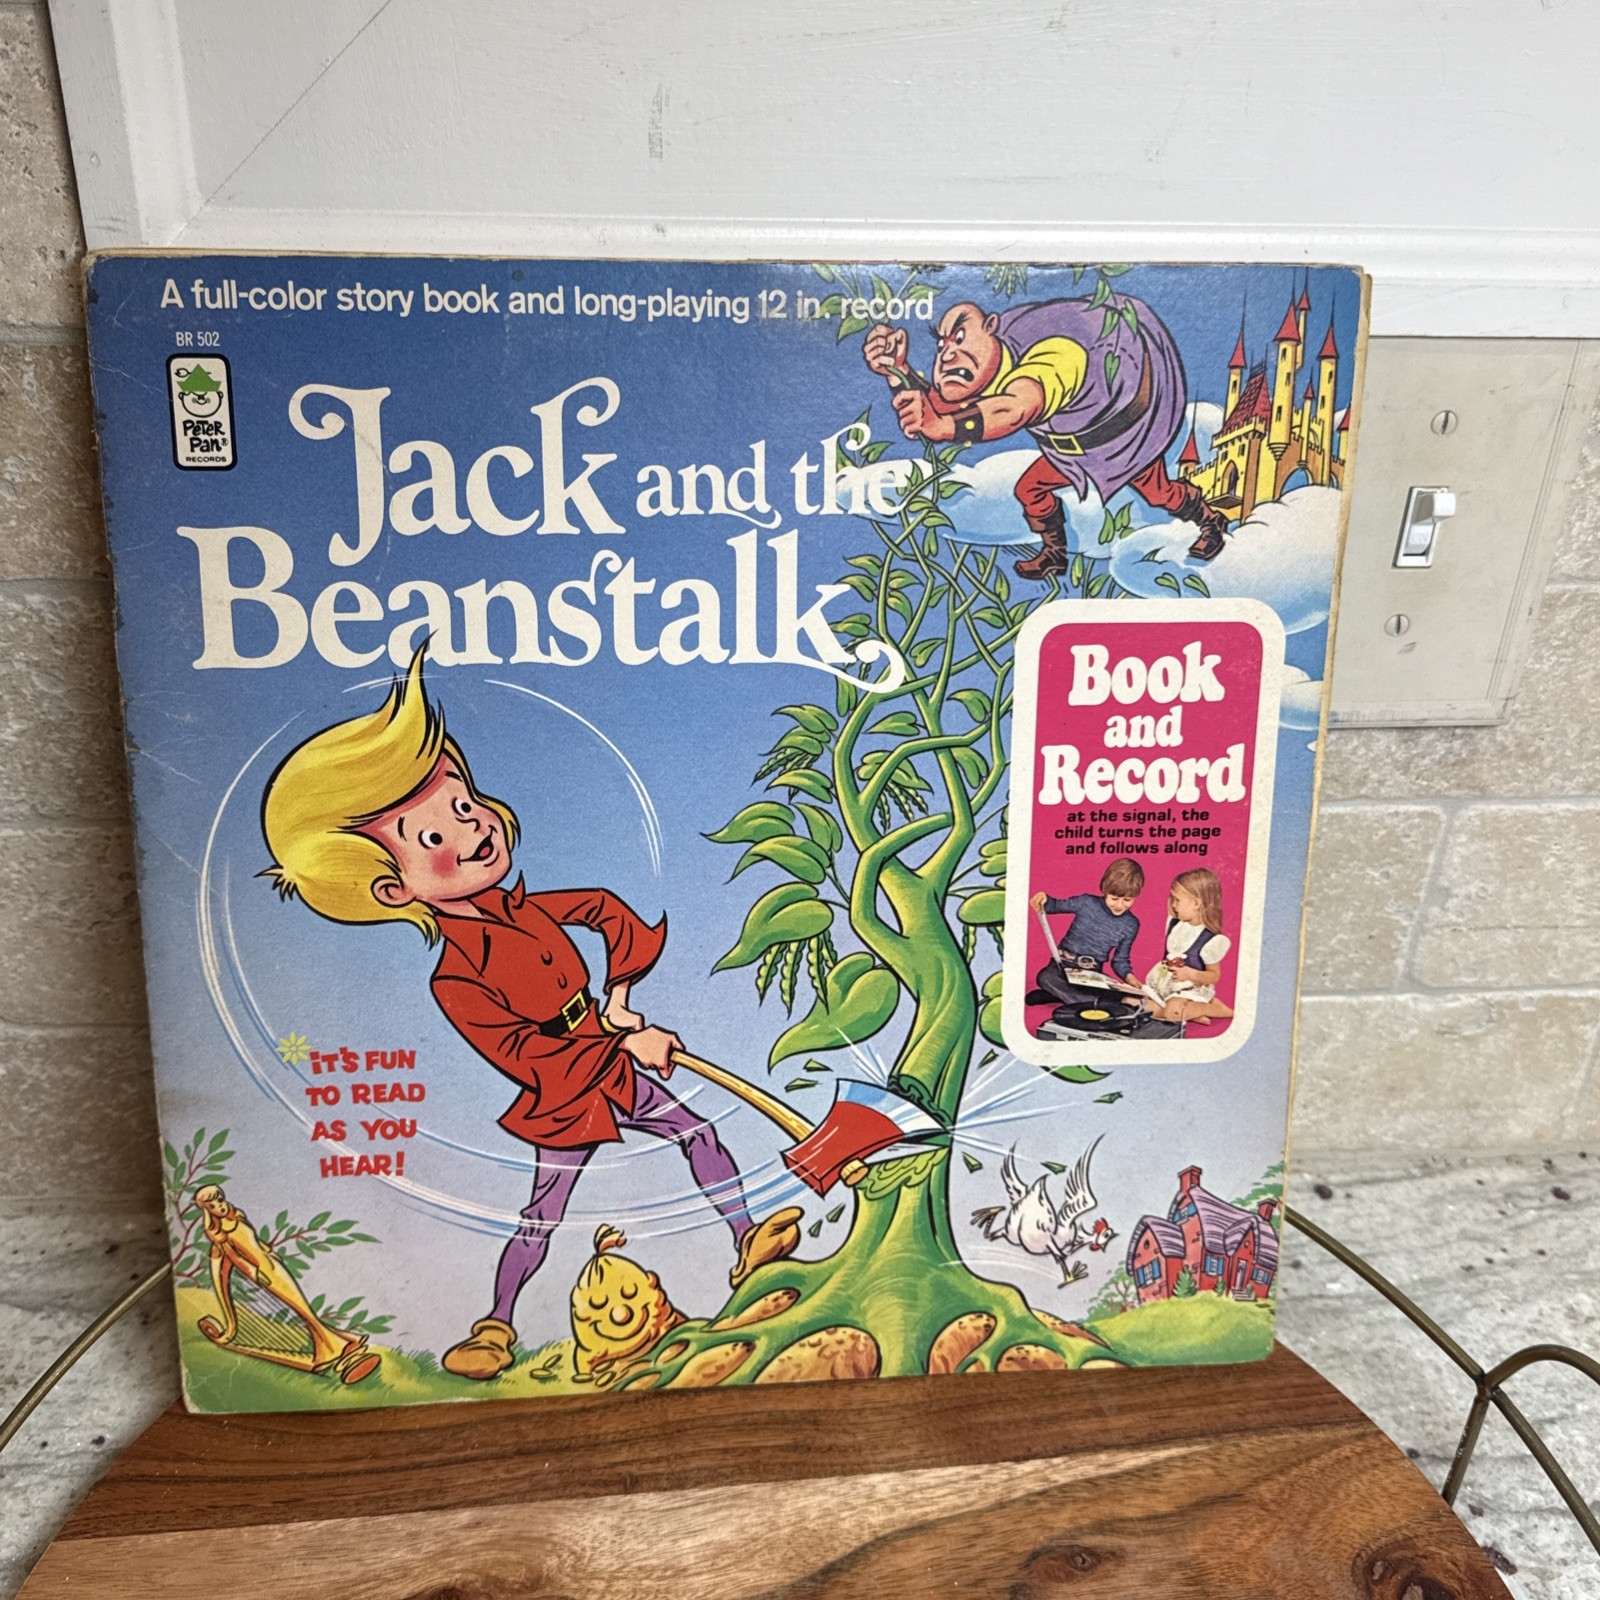 A full-color story book and long-playing 12 in. record
BR 502
PETER
PAN®
RECORDS
Jack and the
Beanstalk
Book
and
Record
at the signal, the
child turns the page
and follows along
IT'S FUN
TO READ
AS YOU
HEAR!